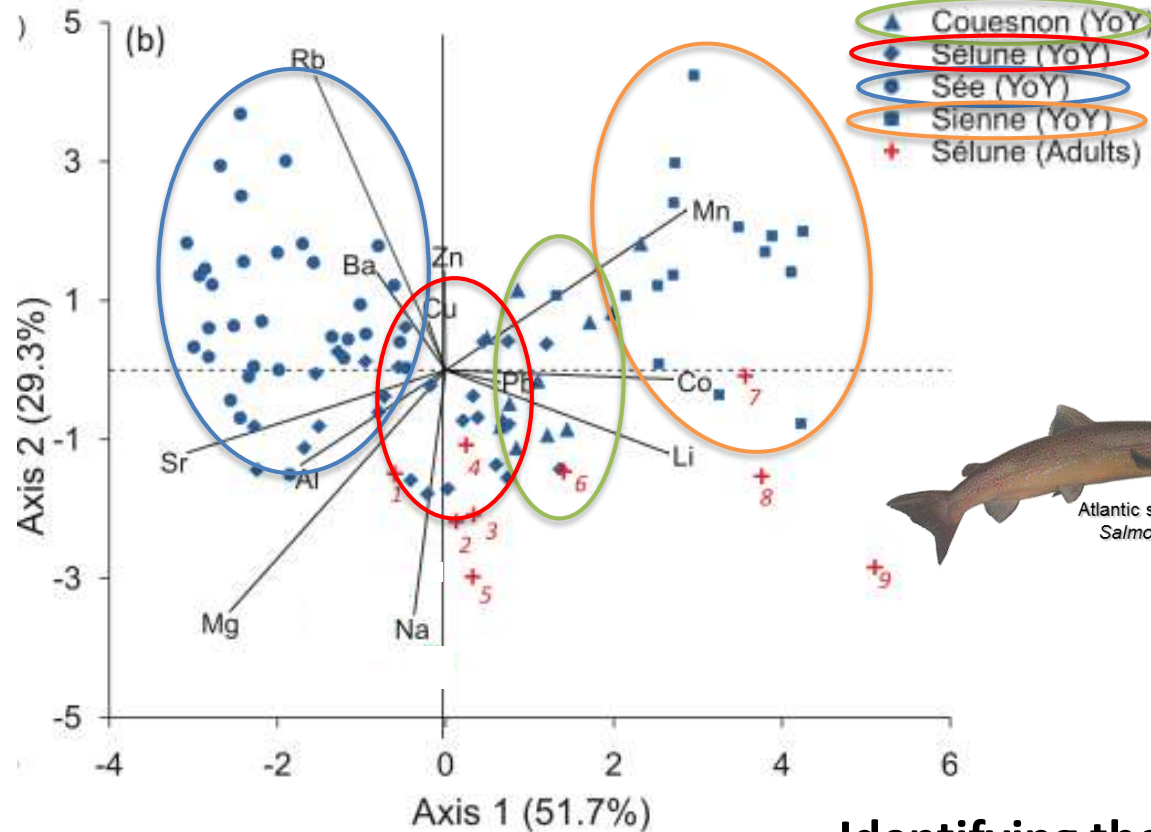 )
(b)
Couesnon (YoY)
Sélune (YoY)
Sée (YoY)
Sienne (YoY)
Sélune (Adults)
5
3
1
-1
-3
-5
Axis 2 (29.3%)
Rb
Ba
Zn
Cu
Mn
Pb
Co
Li
Sr
Al
Mg
Na
1
2
3
4
5
6
7
8
9
-4
-2
0
2
4
6
Axis 1 (51.7%)
Atlantic s
Salmo
Identifying the